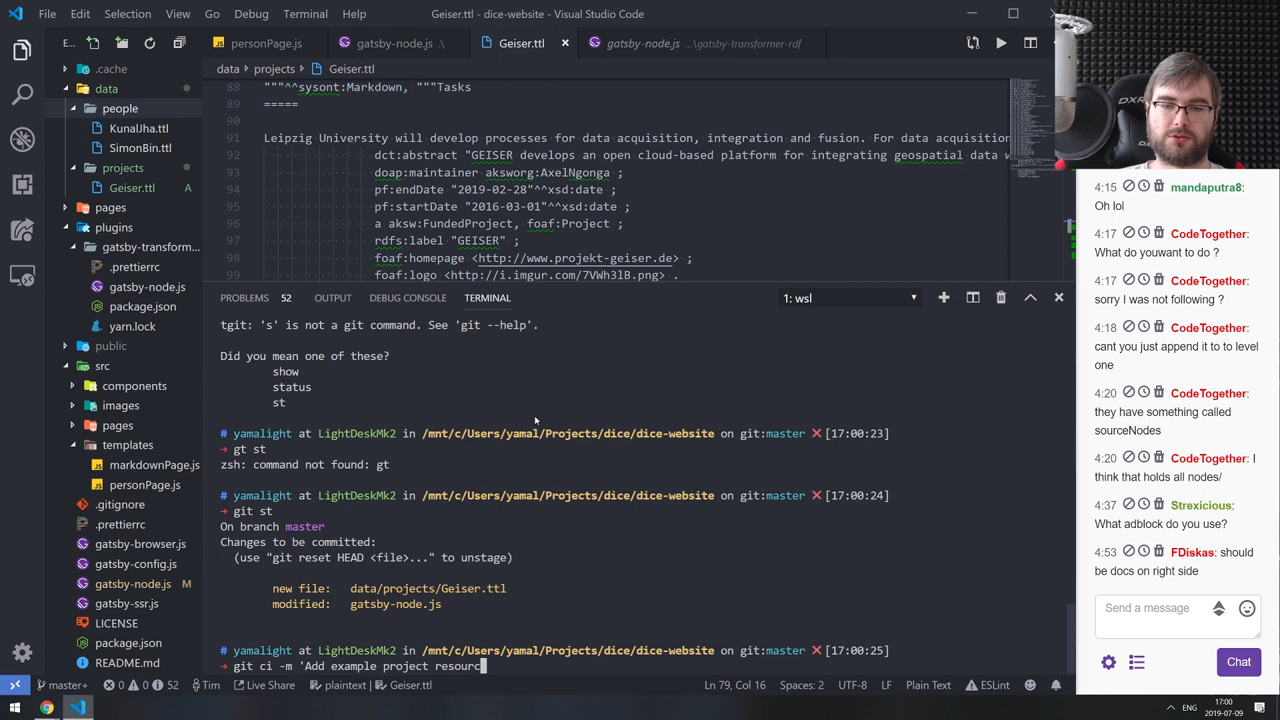 File Edit Selection View Go Debug Terminal Help
Geiser.ttl - dice-website - Visual Studio Code
E...
personPage.js
gatsby-node.js .\
Geiser.ttl
gatsby-node.js ...\gatsby-transformer-rdf
data › projects › Geiser.ttl
.cache
data
people
KunalJha.ttl
SimonBin.ttl
projects
Geiser.ttl A
pages
plugins
gatsby-transform...
.prettierrc
gatsby-node.js
package.json
yarn.lock
public
src
components
images
pages
templates
markdownPage.js
personPage.js
.gitignore
.prettierrc
gatsby-browser.js
gatsby-config.js
gatsby-node.js M
gatsby-ssr.js
LICENSE
package.json
README.md
88 """^^sysont:Markdown, """Tasks
89 =====
90
91 Leipzig University will develop services for data acquisition, integration and fusion. For data acquisition
92 dct:abstract "GEISER develops an open cloud-based platform for integrating geospatial data w
93 doap:maintainer aksworg:AxelNgonga ;
94 pf:endDate "2019-02-28"^^xsd:date ;
95 pf:startDate "2016-03-01"^^xsd:date ;
96 a aksw:FundedProject, foaf:Project ;
97 rdfs:label "GEISER" ;
98 foaf:homepage <http://www.projekt-geiser.de> ;
99 foaf:logo <http://i.imgur.com/7VWh3lB.png> .
PROBLEMS 52 OUTPUT DEBUG CONSOLE TERMINAL 1: wsl
tgit: 's' is not a git command. See 'git --help'.
Did you mean one of these?
show
status
st
# yamalight at LightDeskMk2 in /mnt/c/Users/yamal/Projects/dice/dice-website on git:master ❌ [17:00:23]
➜ gt st
zsh: command not found: gt
# yamalight at LightDeskMk2 in /mnt/c/Users/yamal/Projects/dice/dice-website on git:master ❌ [17:00:24]
➜ git st
On branch master
Changes to be committed:
(use "git reset HEAD <file>..." to unstage)
new file: data/projects/Geiser.ttl
modified: gatsby-node.js
# yamalight at LightDeskMk2 in /mnt/c/Users/yamal/Projects/dice/dice-website on git:master ❌ [17:00:25]
➜ git ci -m 'Add example project resourc
master+ 0 0 52 Tim Live Share plaintext | Geiser.ttl Ln 79, Col 16 Spaces: 2 UTF-8 LF Plain Text ESLint
DXR
4:15 mandaputra8:
Oh lol
4:17 CodeTogether:
What do youwant to do ?
4:17 CodeTogether:
sorry I was not following ?
4:18 CodeTogether:
cant you just append it to to level
one
4:20 CodeTogether:
they have something called
sourceNodes
4:20 CodeTogether: I
think that holds all nodes/
4:37 Strexicious:
What adblock do you use?
4:53 FDiskas: should
be docs on right side
Send a message
Chat
ENG
17:00
2019-07-09